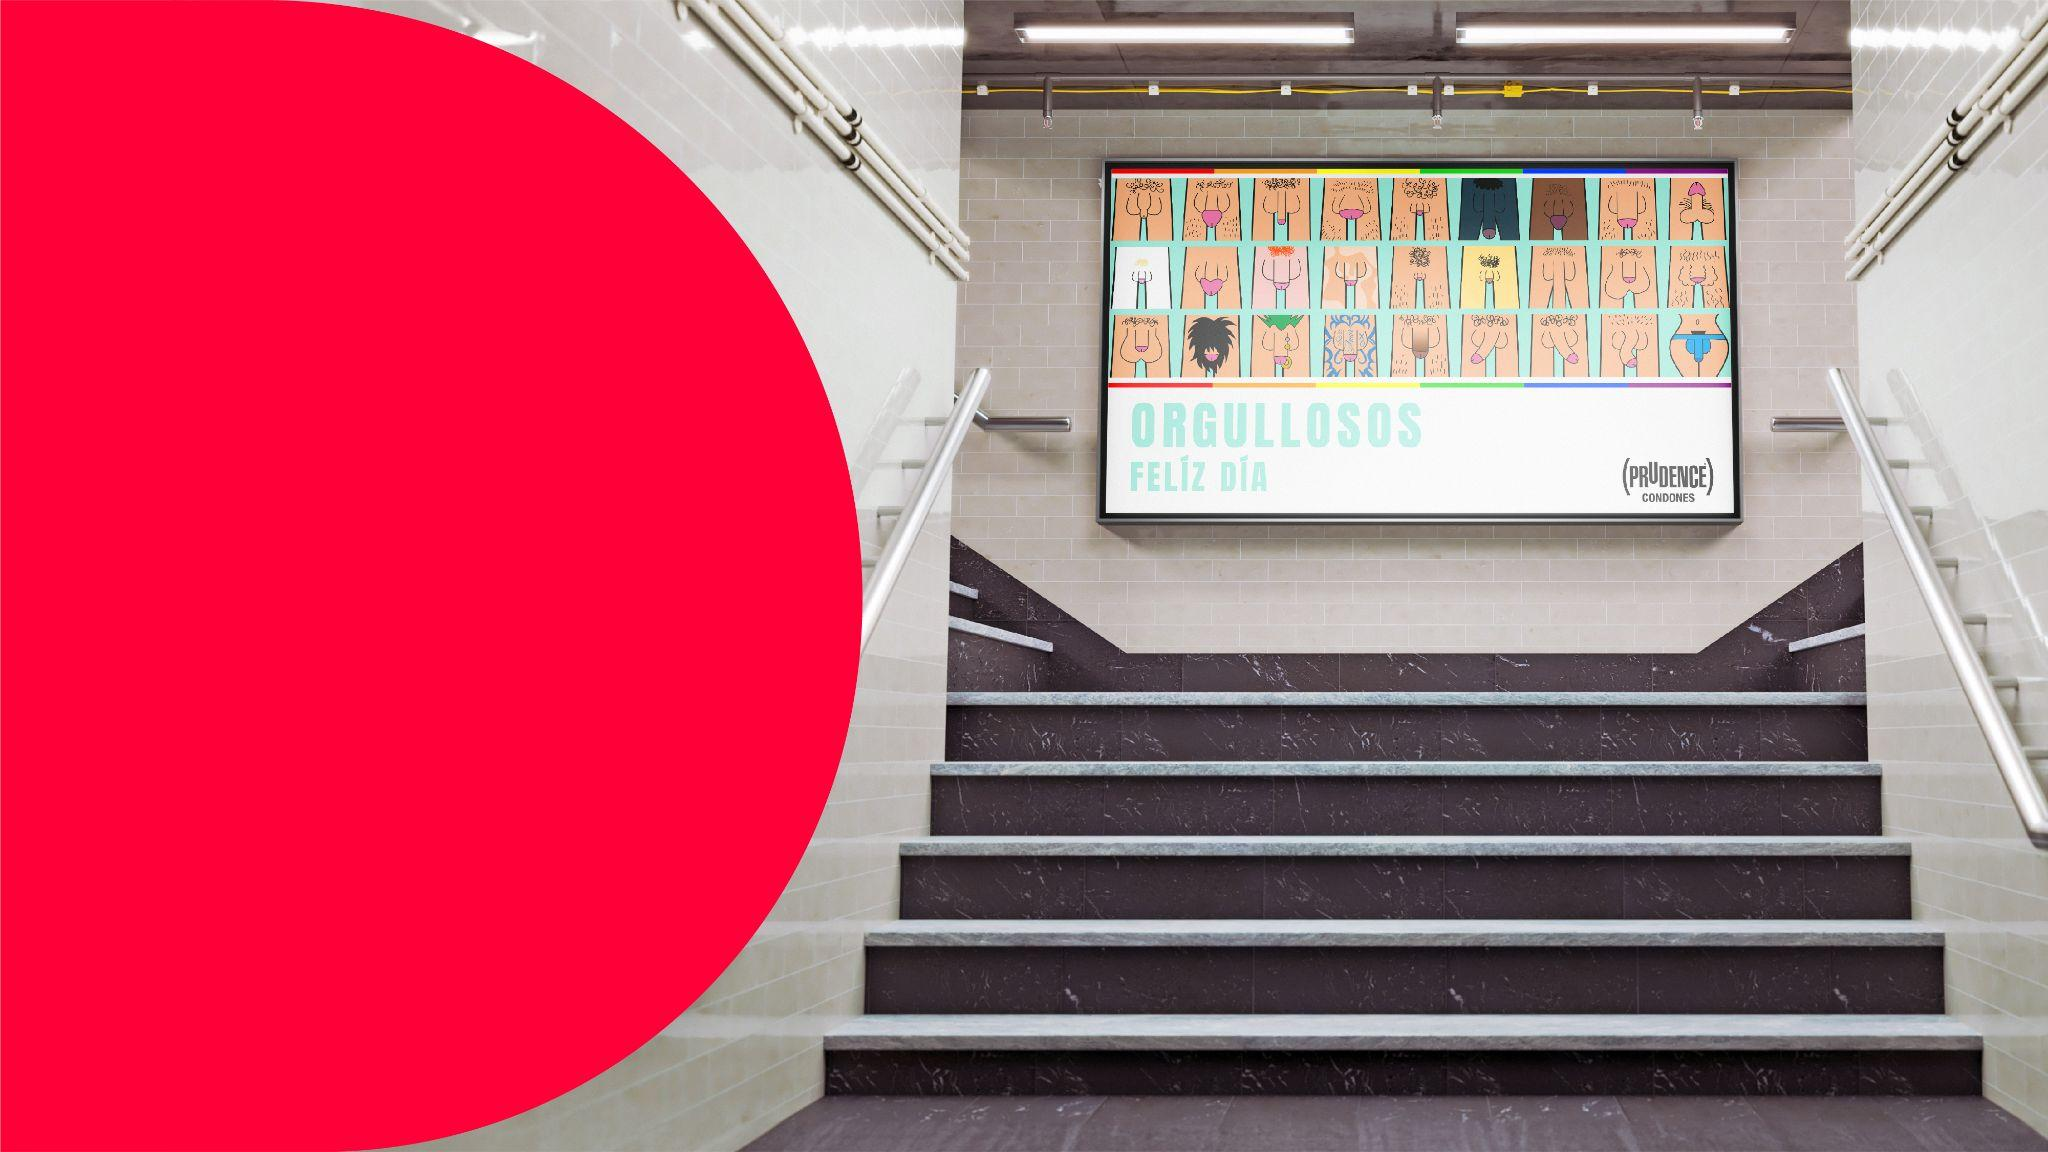 ORGULLOSOS
FELÍZ DÍA
(PRUDENCE)
CONDONES